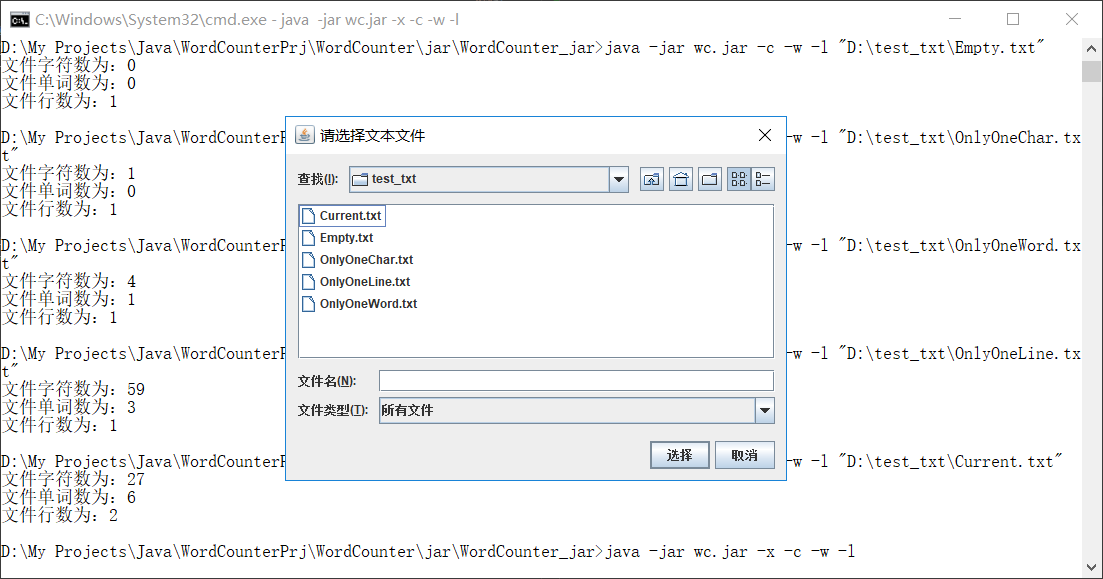 C:\Windows\System32\cmd.exe - java  -jar wc.jar -x -c -w -l
D:\My Projects\Java\WordCounterPrj\WordCounter\jar\WordCounter_jar>java -jar wc.jar -c -w -l "D:\test_txt\Empty.txt"
文件字符数为: 0
文件单词数为: 0
文件行数为: 1
D:\My Projects\Java\WordCounterP
-w -l "D:\test_txt\OnlyOneChar.tx
t"
文件字符数为: 1
文件单词数为: 0
文件行数为: 1
D:\My Projects\Java\WordCounterP
-w -l "D:\test_txt\OnlyOneWord.tx
t"
文件字符数为: 4
文件单词数为: 1
文件行数为: 1
D:\My Projects\Java\WordCounterP
-w -l "D:\test_txt\OnlyOneLine.tx
t"
文件字符数为: 59
文件单词数为: 3
文件行数为: 1
D:\My Projects\Java\WordCounterP
-w -l "D:\test_txt\Current.txt"
文件字符数为: 27
文件单词数为: 6
文件行数为: 2
D:\My Projects\Java\WordCounterPrj\WordCounter\jar\WordCounter_jar>java -jar wc.jar -x -c -w -l
请选择文本文件
查找(I): test_txt
Current.txt
Empty.txt
OnlyOneChar.txt
OnlyOneLine.txt
OnlyOneWord.txt
文件名(N):
文件类型(T): 所有文件
选择 取消